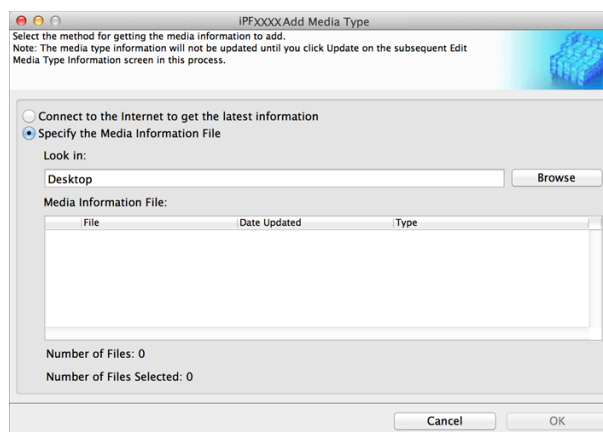 iPFXXXX Add Media Type
Select the method for getting the media information to add.
Note: The media type information will not be updated until you click Update on the subsequent Edit
Media Type Information screen in this process.
Connect to the Internet to get the latest information
Specify the Media Information File
Look in:
Desktop
Browse
Media Information File:
File Date Updated Type
Number of Files: 0
Number of Files Selected: 0
Cancel OK